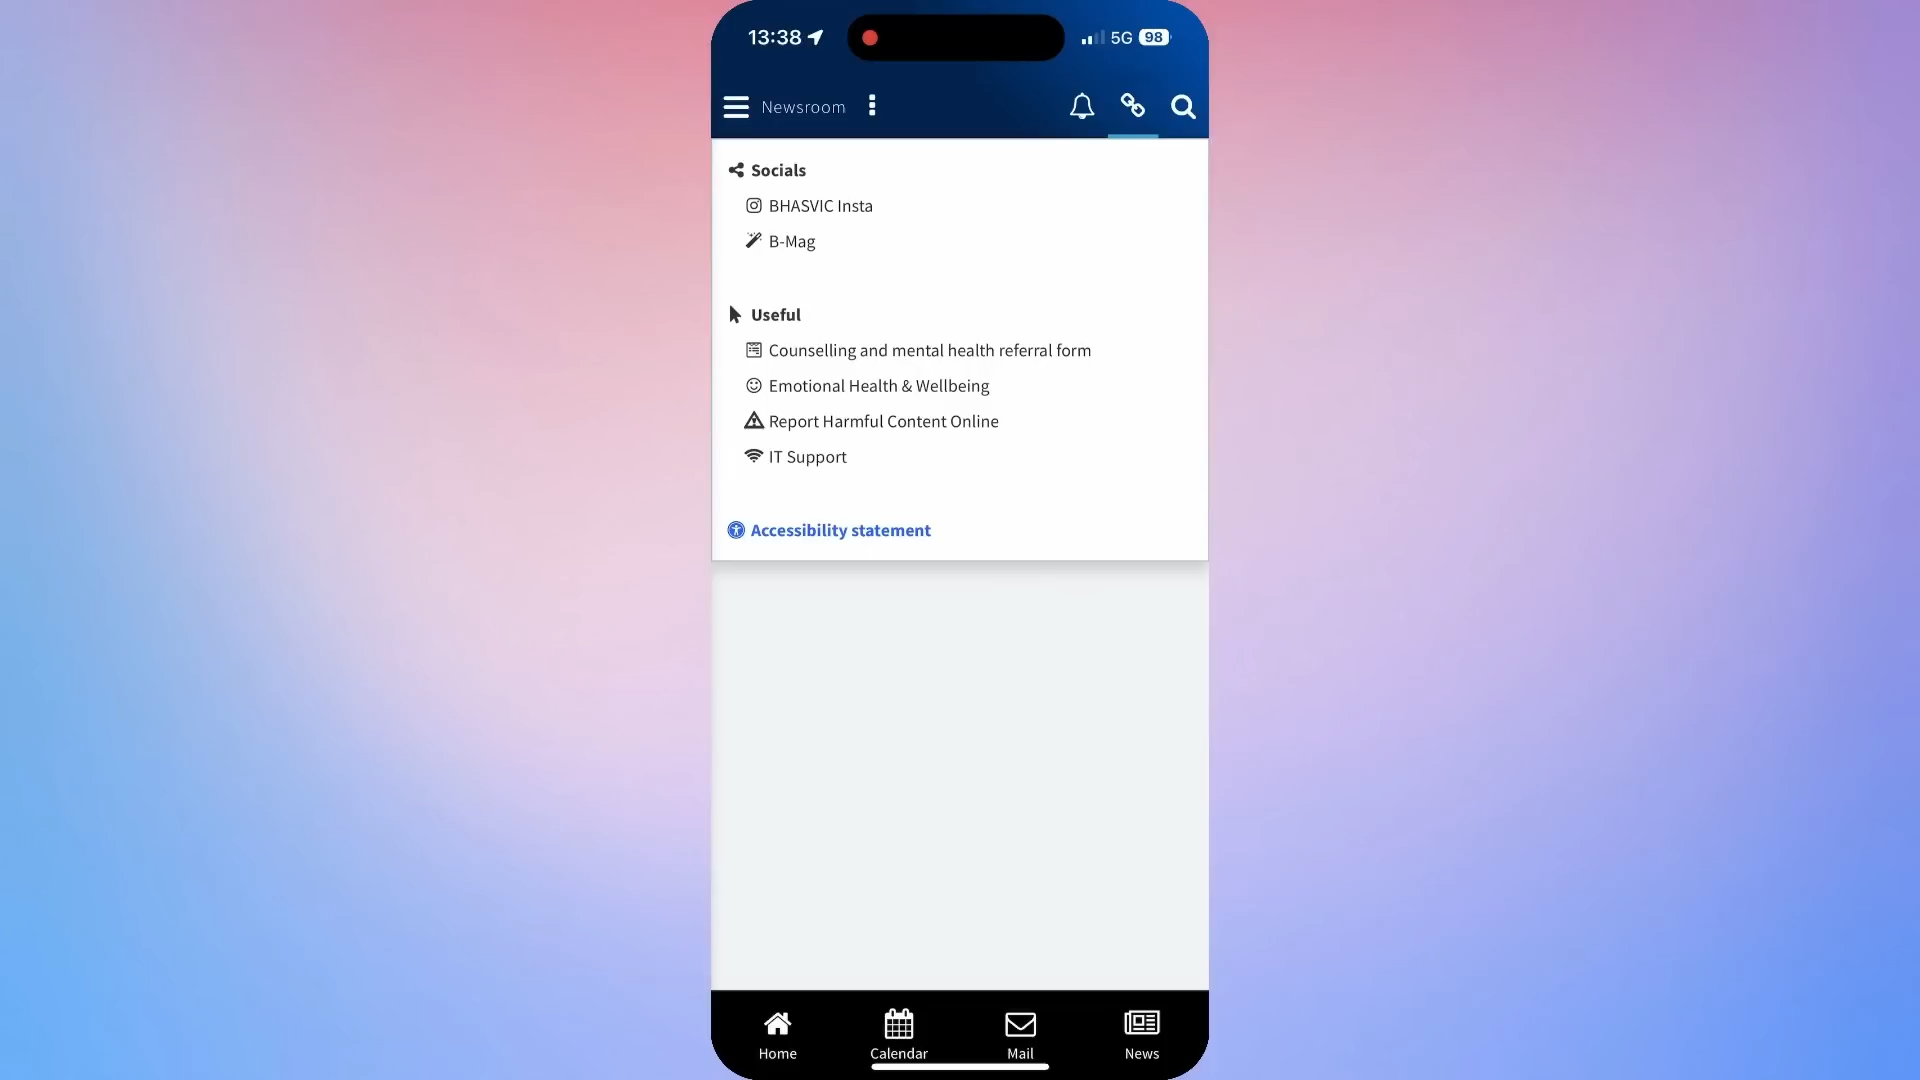 13:38
5G 98
Newsroom
Socials
BHASVIC Insta
B-Mag
Useful
Counselling and mental health referral form
Emotional Health & Wellbeing
Report Harmful Content Online
IT Support
Accessibility statement
Home Calendar Mail News